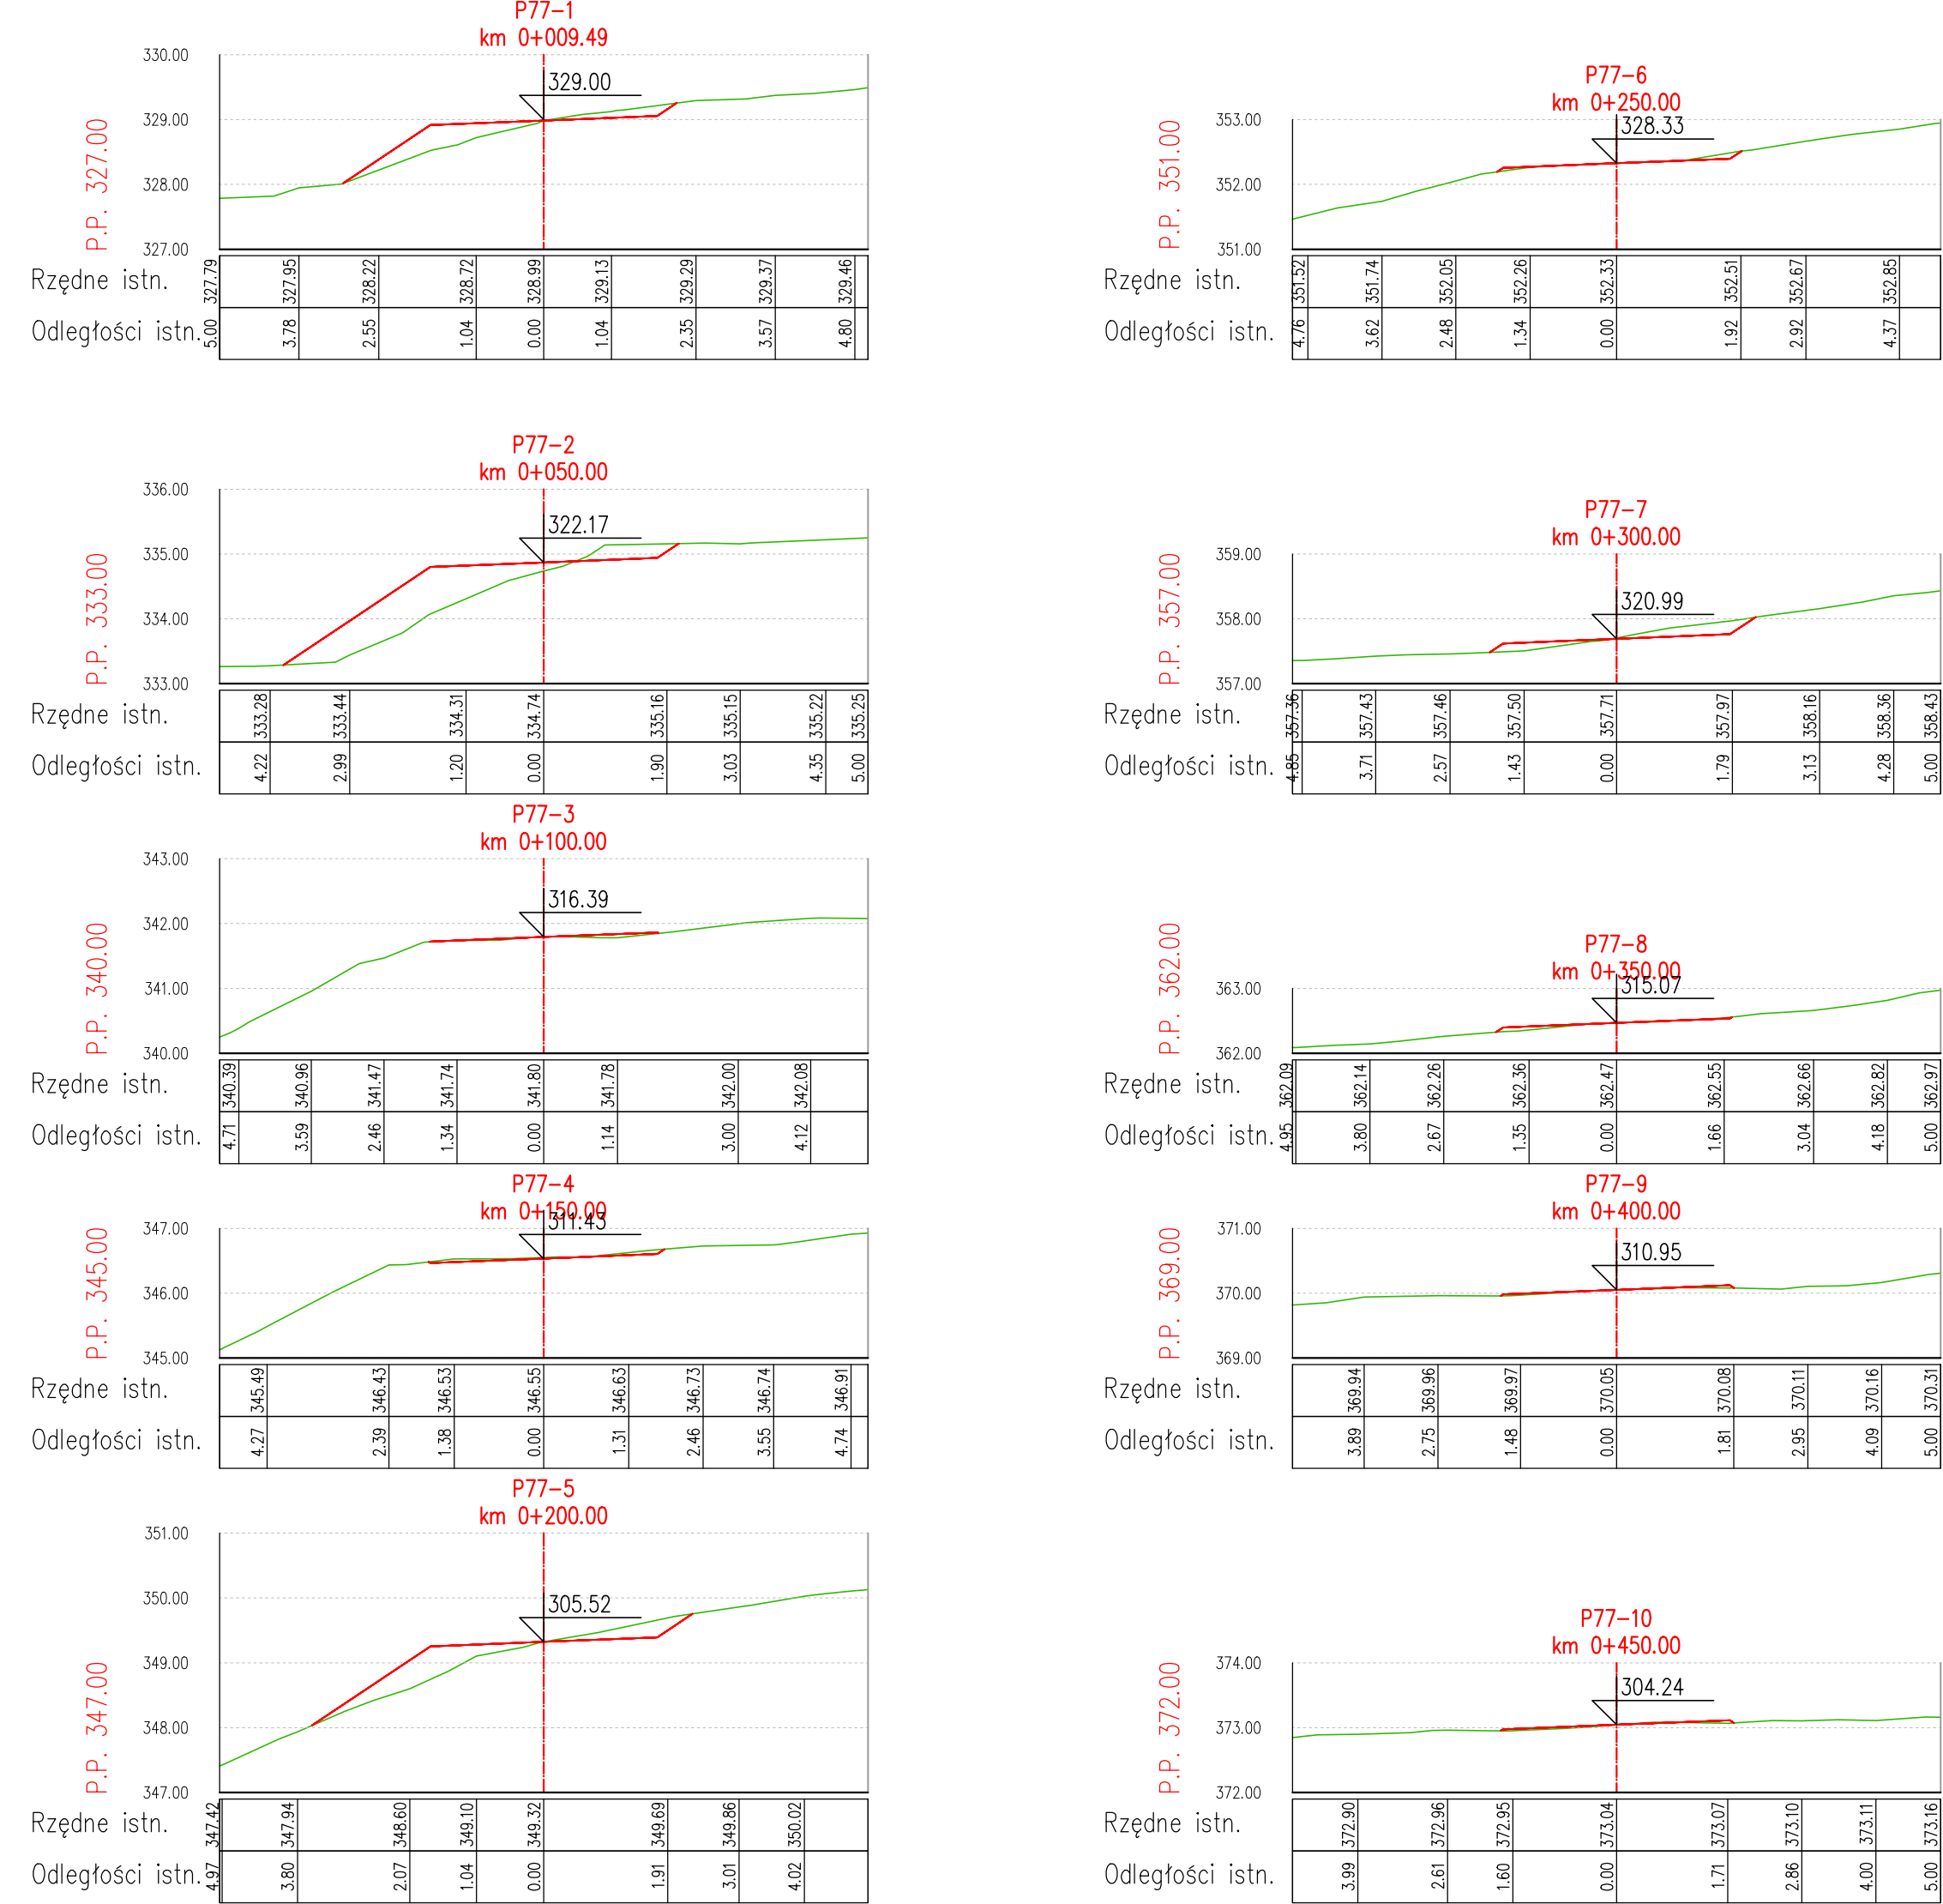 P77-1
km 0+009.49
330.00
329.00
328.00
327.00
P.P. 327.00
329.00
Rzędne istn. 327.79 327.95 328.22 328.72 328.99 329.13 329.29 329.37 329.46
Odległości istn. 5.00 3.78 2.55 1.04 0.00 1.04 2.35 3.57 4.80
P77-2
km 0+050.00
336.00
335.00
334.00
333.00
P.P. 333.00
322.17
Rzędne istn. 333.28 333.44 334.31 334.74 335.16 335.15 335.22 335.25
Odległości istn. 4.22 2.99 1.20 0.00 1.90 3.03 4.35 5.00
P77-3
km 0+100.00
343.00
342.00
341.00
340.00
P.P. 340.00
316.39
Rzędne istn. 340.39 340.96 341.47 341.74 341.80 341.78 342.00 342.08
Odległości istn. 4.71 3.59 2.46 1.34 0.00 1.14 3.00 4.12
P77-4
km 0+150.00
347.00
346.00
345.00
P.P. 345.00
311.43
Rzędne istn. 345.49 346.43 346.53 346.55 346.63 346.73 346.74 346.91
Odległości istn. 4.27 2.39 1.38 0.00 1.31 2.46 3.55 4.74
P77-5
km 0+200.00
351.00
350.00
349.00
348.00
347.00
P.P. 347.00
305.52
Rzędne istn. 347.42 347.94 348.60 349.10 349.32 349.69 349.86 350.02
Odległości istn. 4.97 3.80 2.07 1.04 0.00 1.91 3.01 4.02
P77-6
km 0+250.00
353.00
352.00
351.00
P.P. 351.00
328.33
Rzędne istn. 351.52 351.74 352.05 352.26 352.33 352.51 352.67 352.85
Odległości istn. 4.76 3.62 2.48 1.34 0.00 1.92 2.92 4.37
P77-7
km 0+300.00
359.00
358.00
357.00
P.P. 357.00
320.99
Rzędne istn. 357.36 357.43 357.46 357.50 357.71 357.97 358.16 358.36 358.43
Odległości istn. 4.85 3.71 2.57 1.43 0.00 1.79 3.13 4.28 5.00
P77-8
km 0+350.00
363.00
362.00
P.P. 362.00
315.07
Rzędne istn. 362.09 362.14 362.26 362.36 362.47 362.55 362.66 362.82 362.97
Odległości istn. 4.95 3.80 2.67 1.35 0.00 1.66 3.04 4.18 5.00
P77-9
km 0+400.00
371.00
370.00
369.00
P.P. 369.00
310.95
Rzędne istn. 369.94 369.96 369.97 370.05 370.08 370.11 370.16 370.31
Odległości istn. 3.89 2.75 1.48 0.00 1.81 2.95 4.09 5.00
P77-10
km 0+450.00
374.00
373.00
372.00
P.P. 372.00
304.24
Rzędne istn. 372.90 372.96 372.95 373.04 373.07 373.10 373.11 373.16
Odległości istn. 3.99 2.61 1.60 0.00 1.71 2.86 4.00 5.00